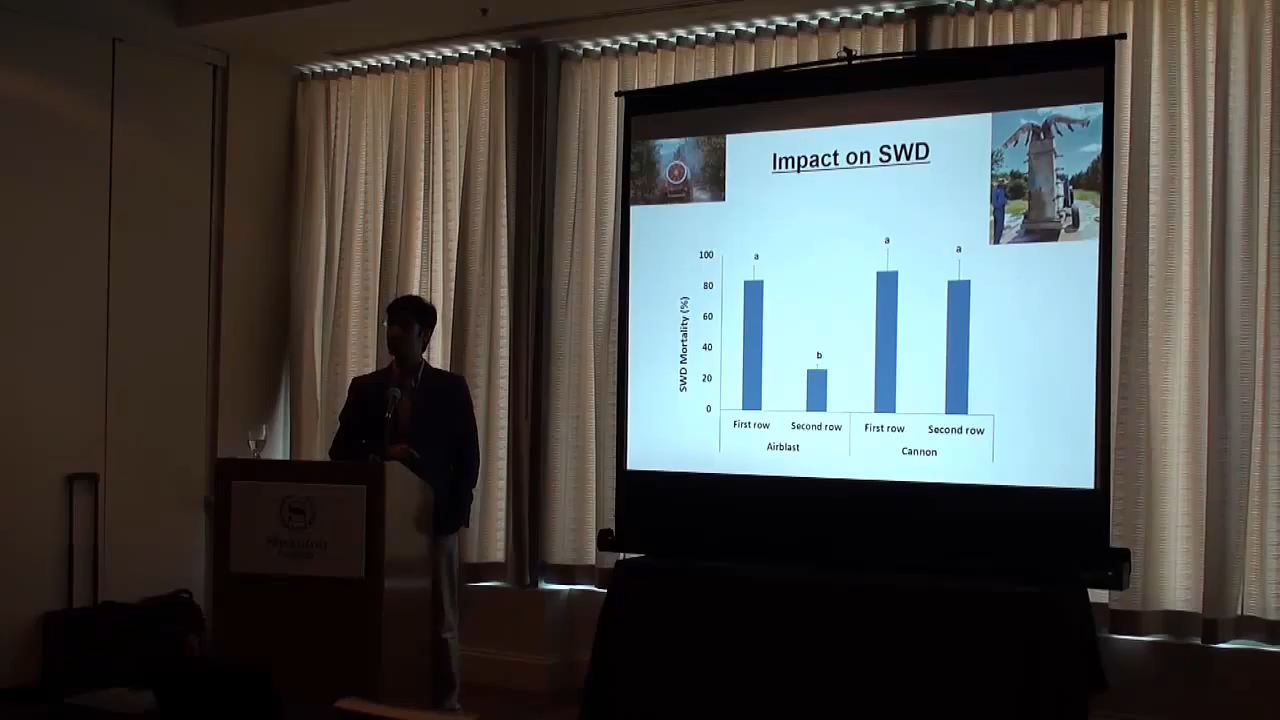 Impact on SWD
a
a
a
b
100
80
60
40
20
0
SWD Mortality (%)
First row
Second row
First row
Second row
Airblast
Cannon
Sheraton